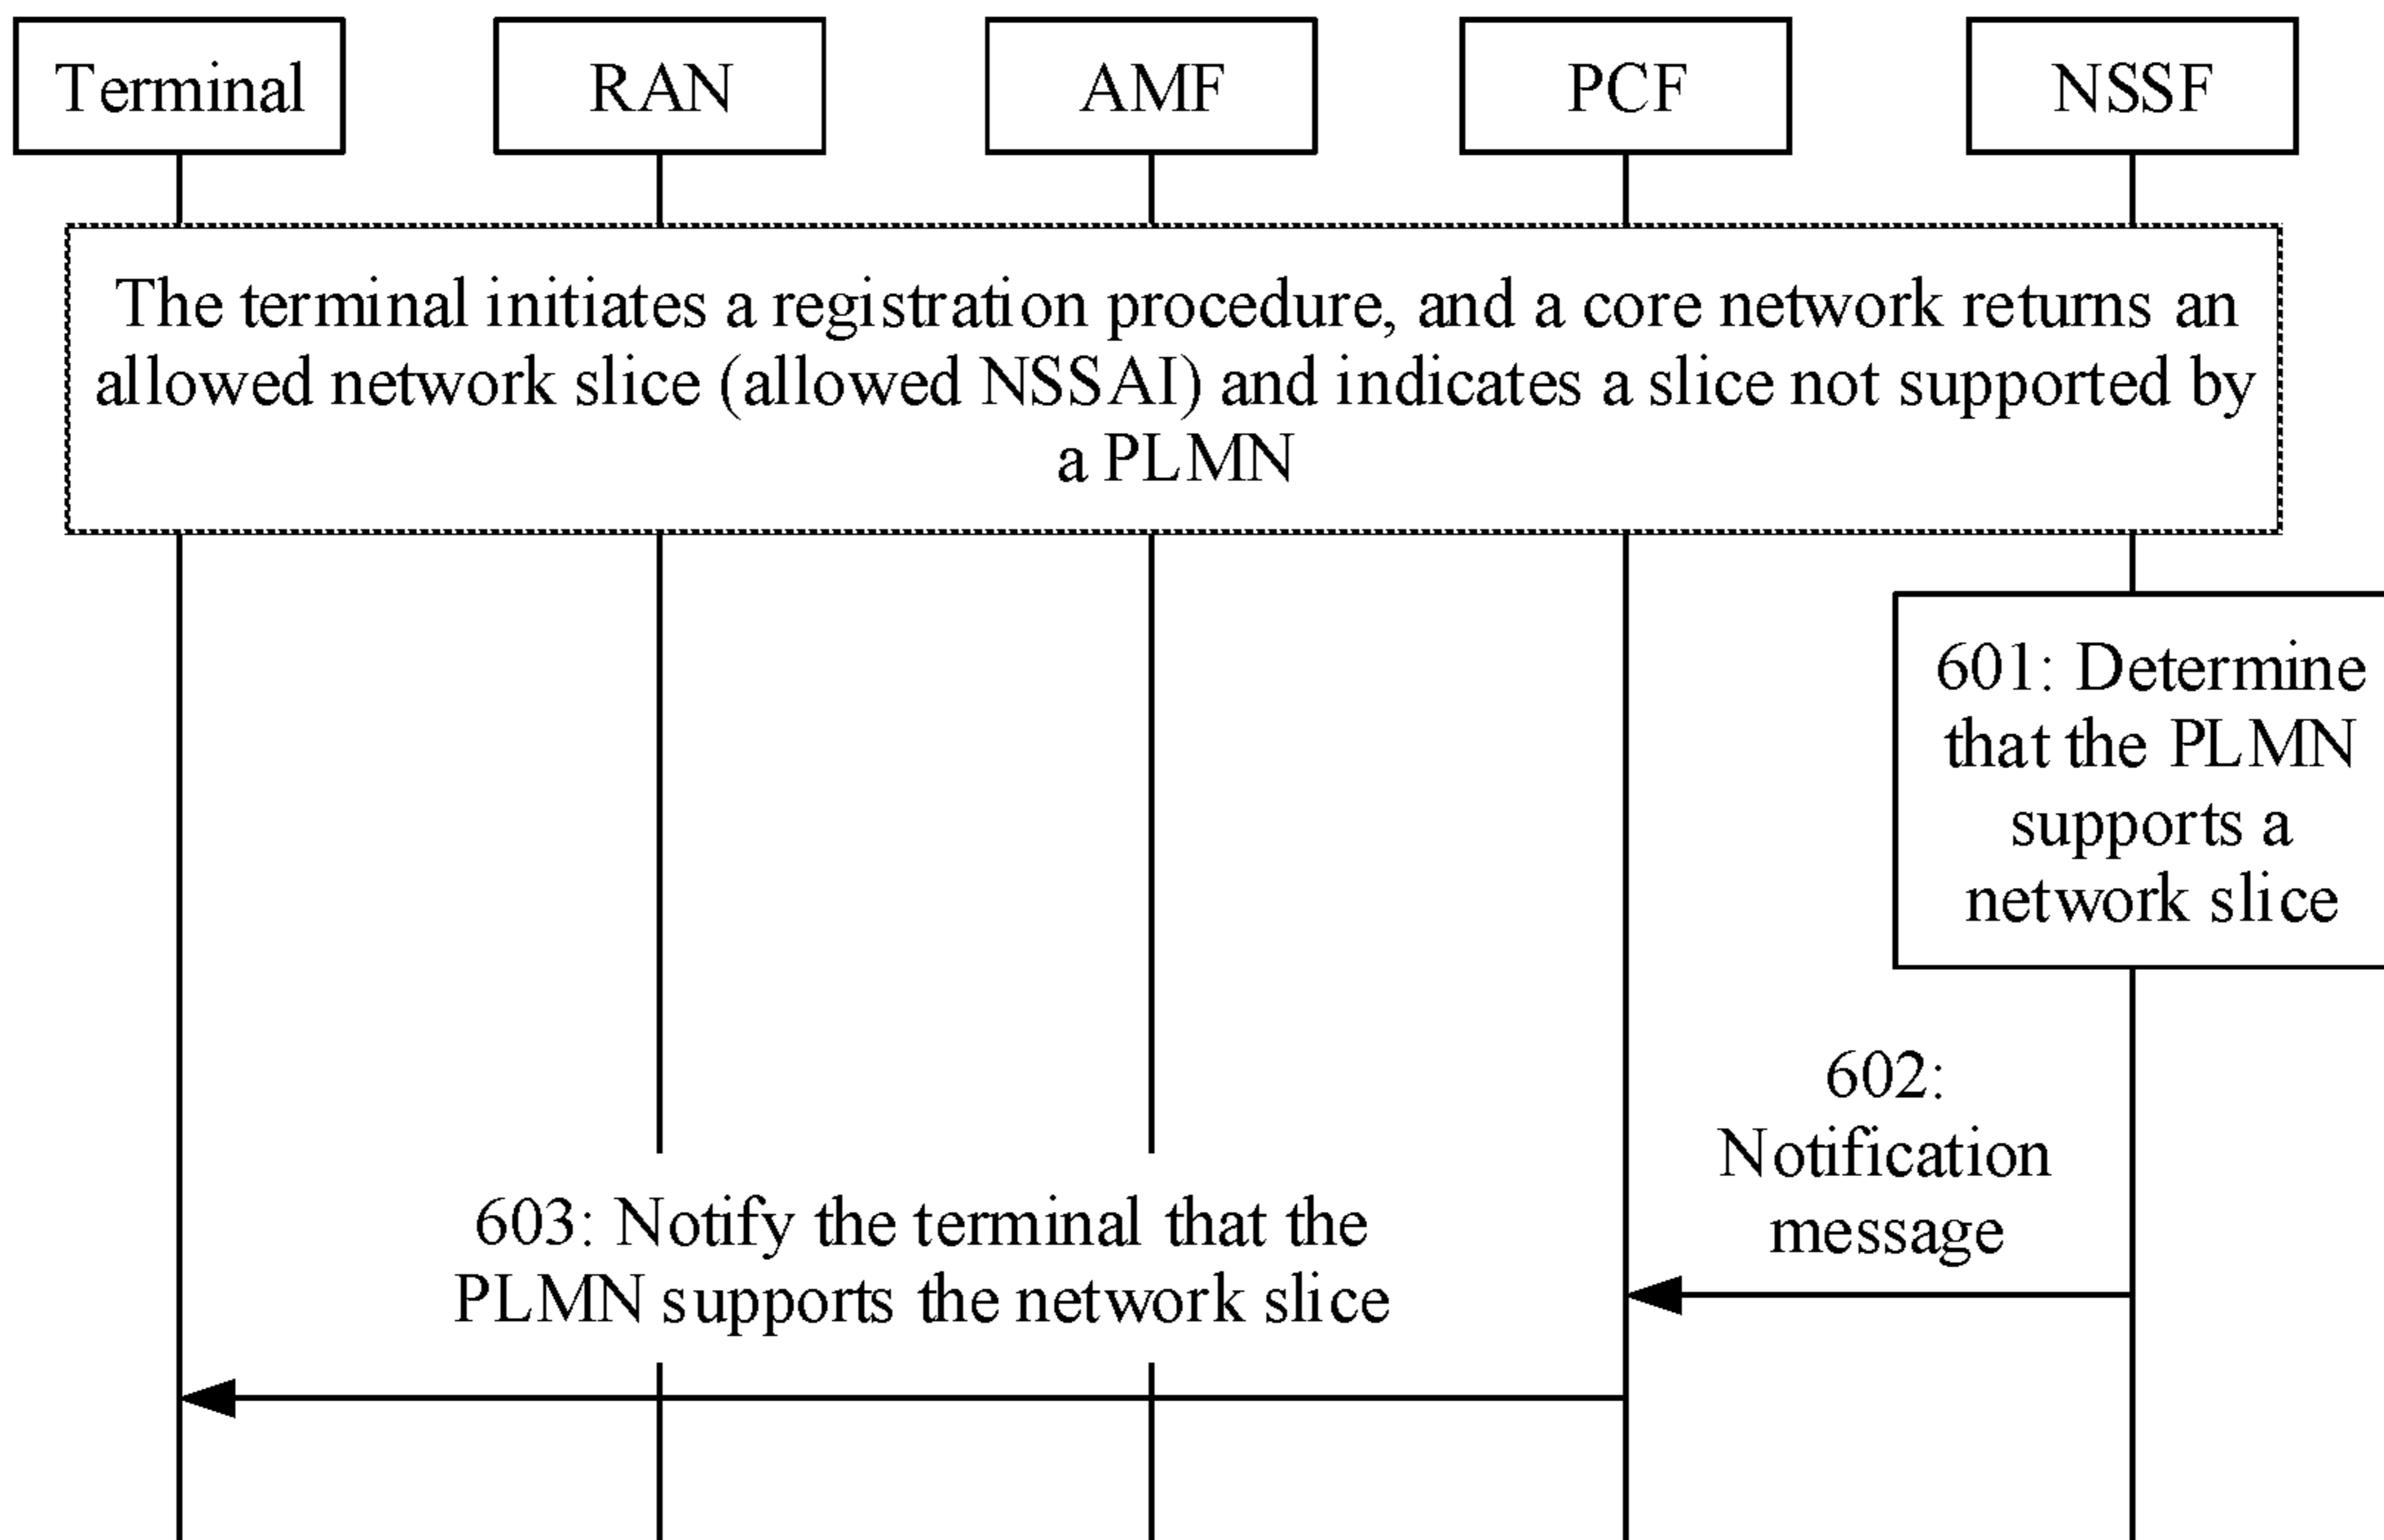 Terminal
RAN
AMF
PCF
NSSF
The terminal initiates a registration procedure, and a core network returns an
allowed network slice (allowed NSSAI) and indicates a slice not supported by
a PLMN
601: Determine
that the PLMN
supports a
network slice
602:
Notification
message
603: Notify the terminal that the
PLMN supports the network slice